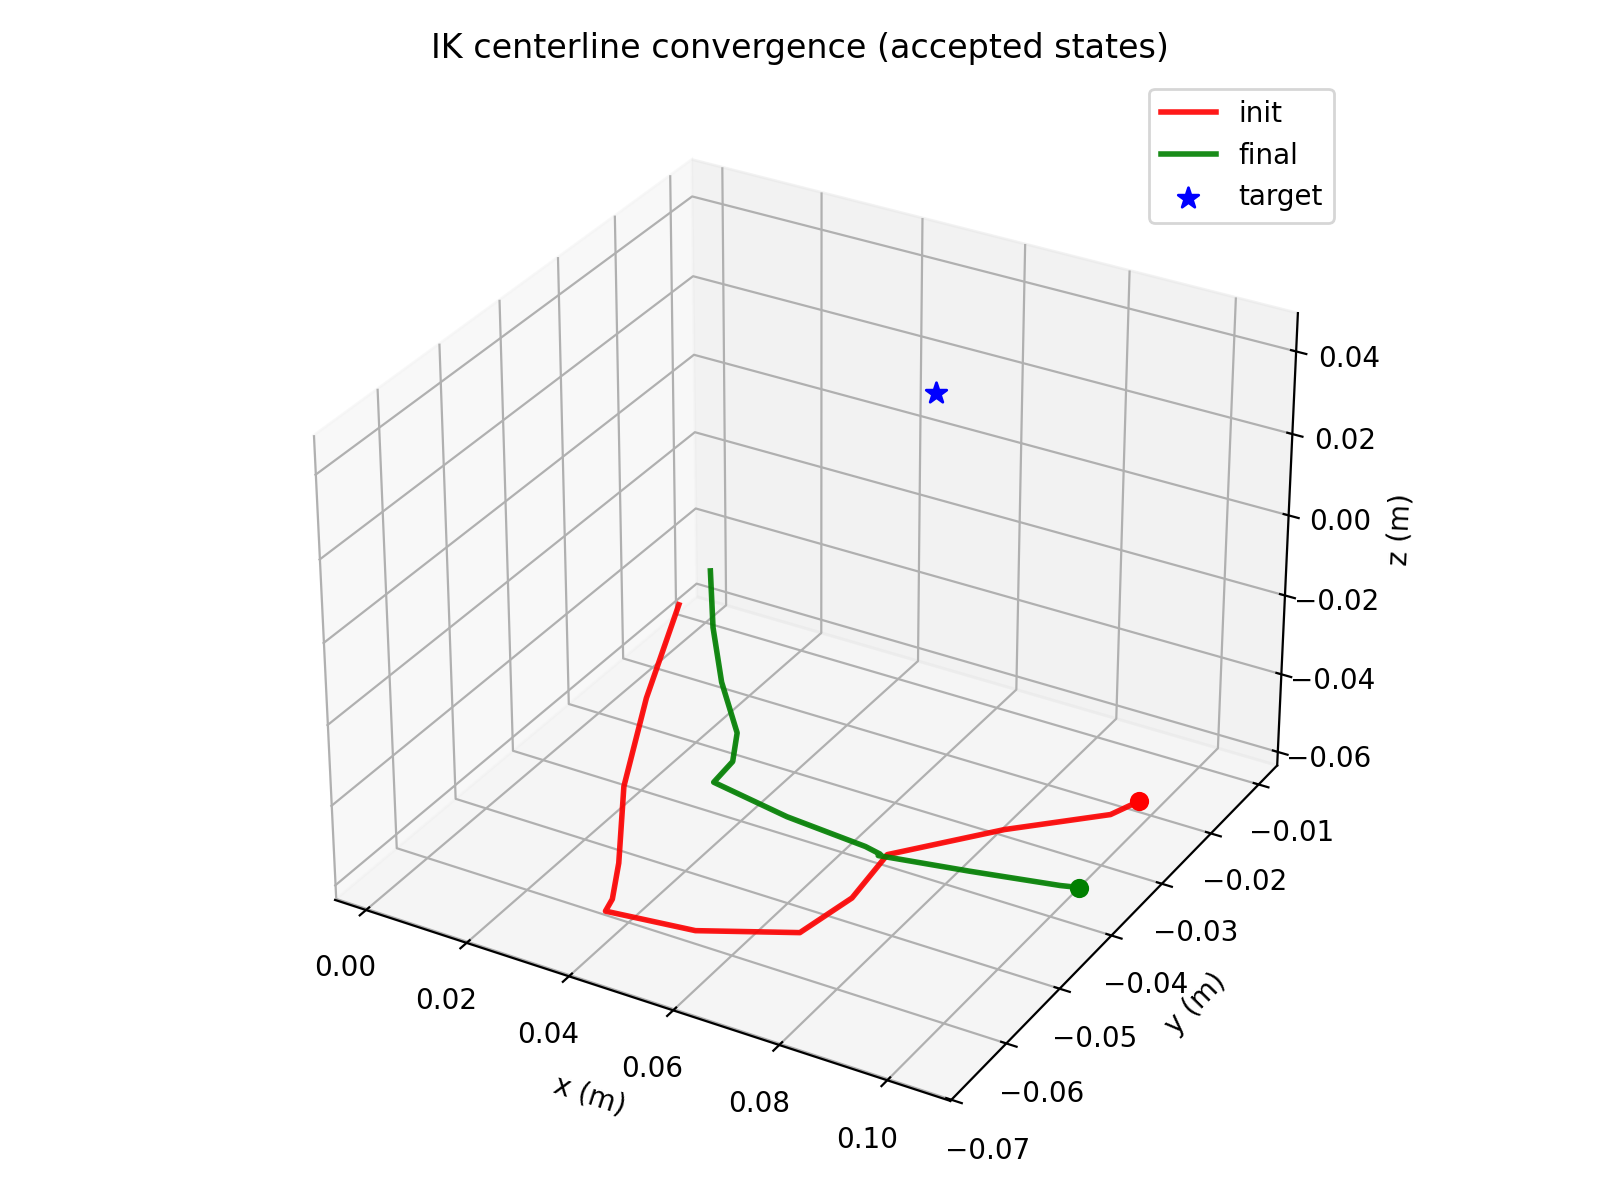 IK centerline convergence (accepted states)
init
final
target
0.04
0.02
0.00
−0.02
−0.04
−0.06
z (m)
−0.01
−0.02
−0.03
−0.04
−0.05
−0.06
−0.07
y (m)
0.00
0.02
0.04
0.06
0.08
0.10
x (m)